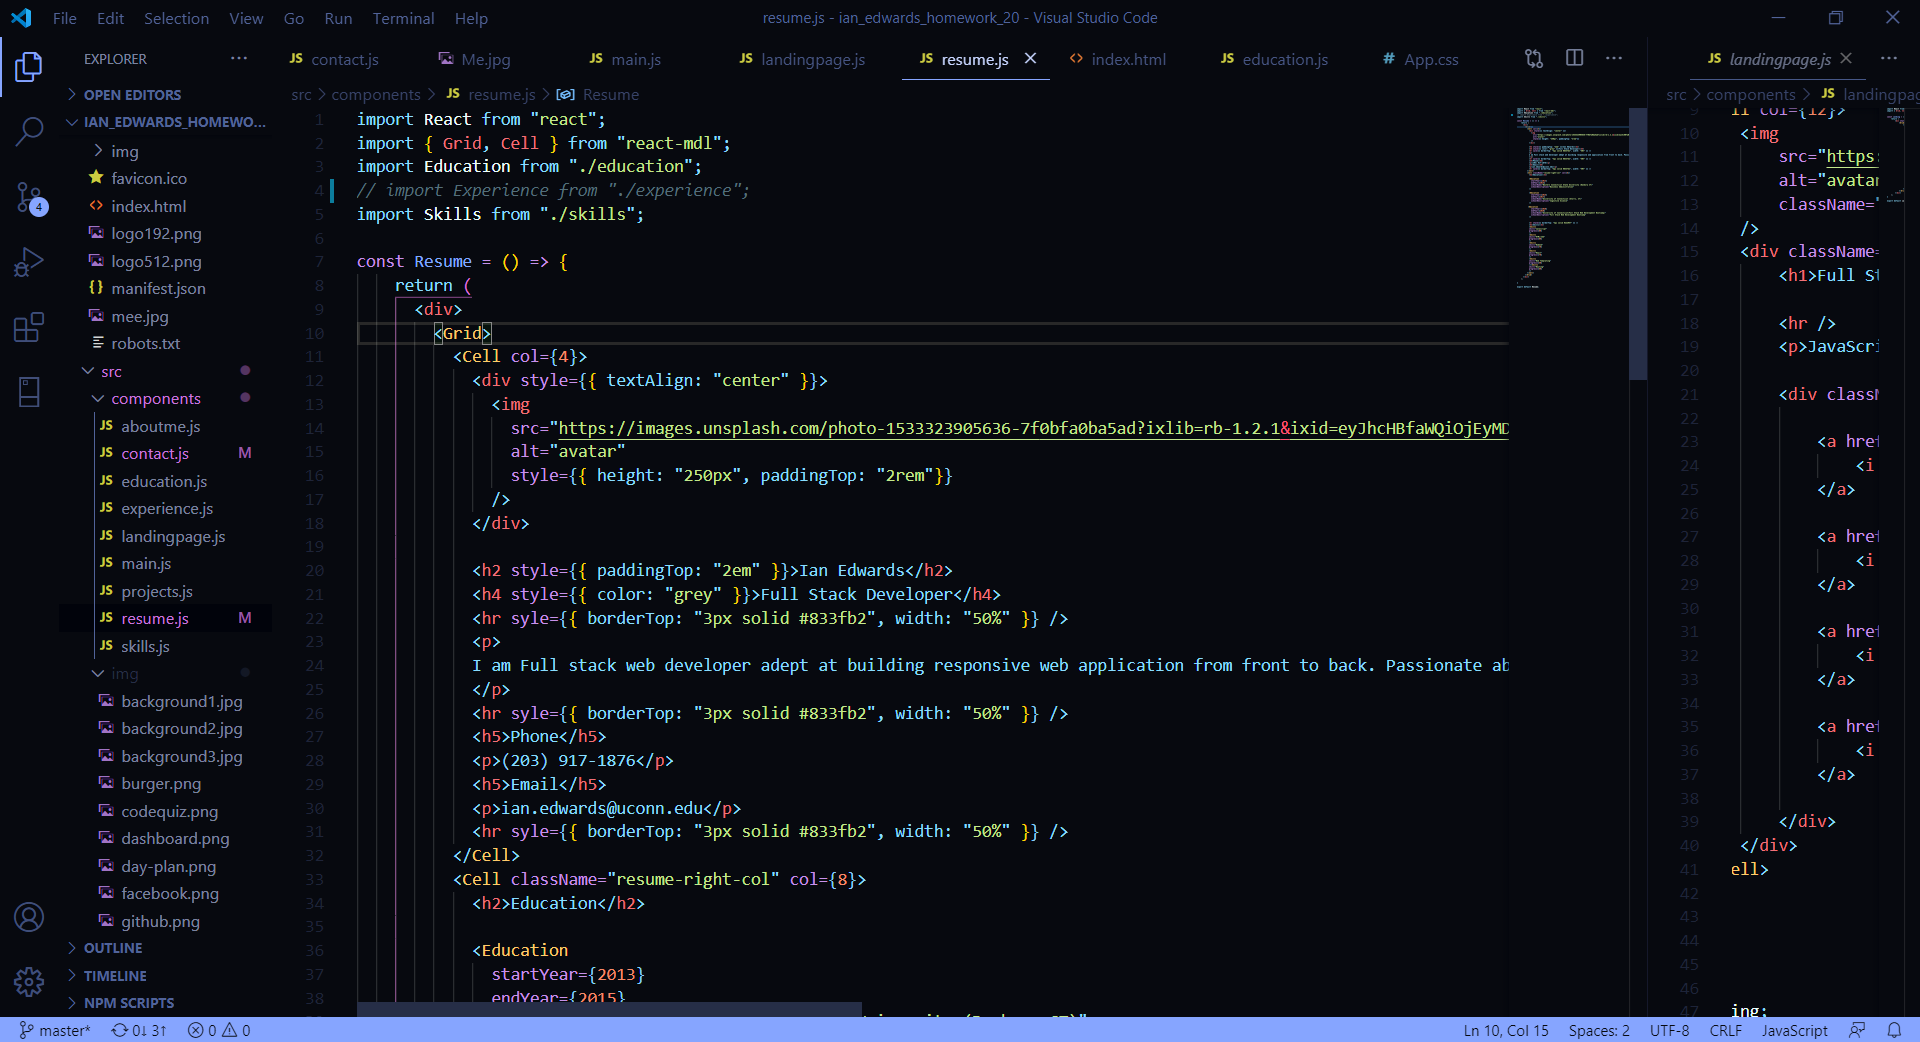 File Edit Selection View Go Run Terminal Help
resume.js - ian_edwards_homework_20 - Visual Studio Code
EXPLORER
OPEN EDITORS
IAN_EDWARDS_HOMEWO...
img
favicon.ico
index.html
logo192.png
logo512.png
manifest.json
mee.jpg
robots.txt
src
components
aboutme.js
contact.js M
education.js
experience.js
landingpage.js
main.js
projects.js
resume.js M
skills.js
img
background1.jpg
background2.jpg
background3.jpg
burger.png
codequiz.png
dashboard.png
day-plan.png
facebook.png
github.png
OUTLINE
TIMELINE
NPM SCRIPTS
4
JS contact.js Me.jpg JS main.js JS landingpage.js JS resume.js index.html JS education.js # App.css
src > components > JS resume.js > Resume
1 import React from "react";
2 import { Grid, Cell } from "react-mdl";
3 import Education from "./education";
4 // import Experience from "./experience";
5 import Skills from "./skills";
6
7 const Resume = () => {
8 return (
9 <div>
10 <Grid>
11 <Cell col={4}>
12 <div style={{ textAlign: "center" }}>
13 <img
14 src="https://images.unsplash.com/photo-1533323905636-7f0bfa0ba5ad?ixlib=rb-1.2.1&ixid=eyJhcHBfaWQiOjEyMD
15 alt="avatar"
16 style={{ height: "250px", paddingTop: "2rem"}}
17 />
18 </div>
19
20 <h2 style={{ paddingTop: "2em" }}>Ian Edwards</h2>
21 <h4 style={{ color: "grey" }}>Full Stack Developer</h4>
22 <hr syle={{ borderTop: "3px solid #833fb2", width: "50%" }} />
23 <p>
24 I am Full stack web developer adept at building responsive web application from front to back. Passionate ab
25 </p>
26 <hr syle={{ borderTop: "3px solid #833fb2", width: "50%" }} />
27 <h5>Phone</h5>
28 <p>(203) 917-1876</p>
29 <h5>Email</h5>
30 <p>ian.edwards@uconn.edu</p>
31 <hr syle={{ borderTop: "3px solid #833fb2", width: "50%" }} />
32 </Cell>
33 <Cell className="resume-right-col" col={8}>
34 <h2>Education</h2>
35
36 <Education
37 startYear={2013}
38 endYear={2015}
JS landingpage.js
src > components > JS landingpag
9 ll col={12}>
10 <img
11 src="https:
12 alt="avatar
13 className="
14 />
15 <div className=
16 <h1>Full St
17
18 <hr />
19 <p>JavaScri
20
21 <div classN
22
23 <a href
24 <i
25 </a>
26
27 <a href
28 <i
29 </a>
30
31 <a href
32 <i
33 </a>
34
35 <a href
36 <i
37 </a>
38
39 </div>
40 </div>
41 ell>
42
43
44
45
46
47 ing;
master* 0↓ 3↑ 0 0
Ln 10, Col 15 Spaces: 2 UTF-8 CRLF JavaScript